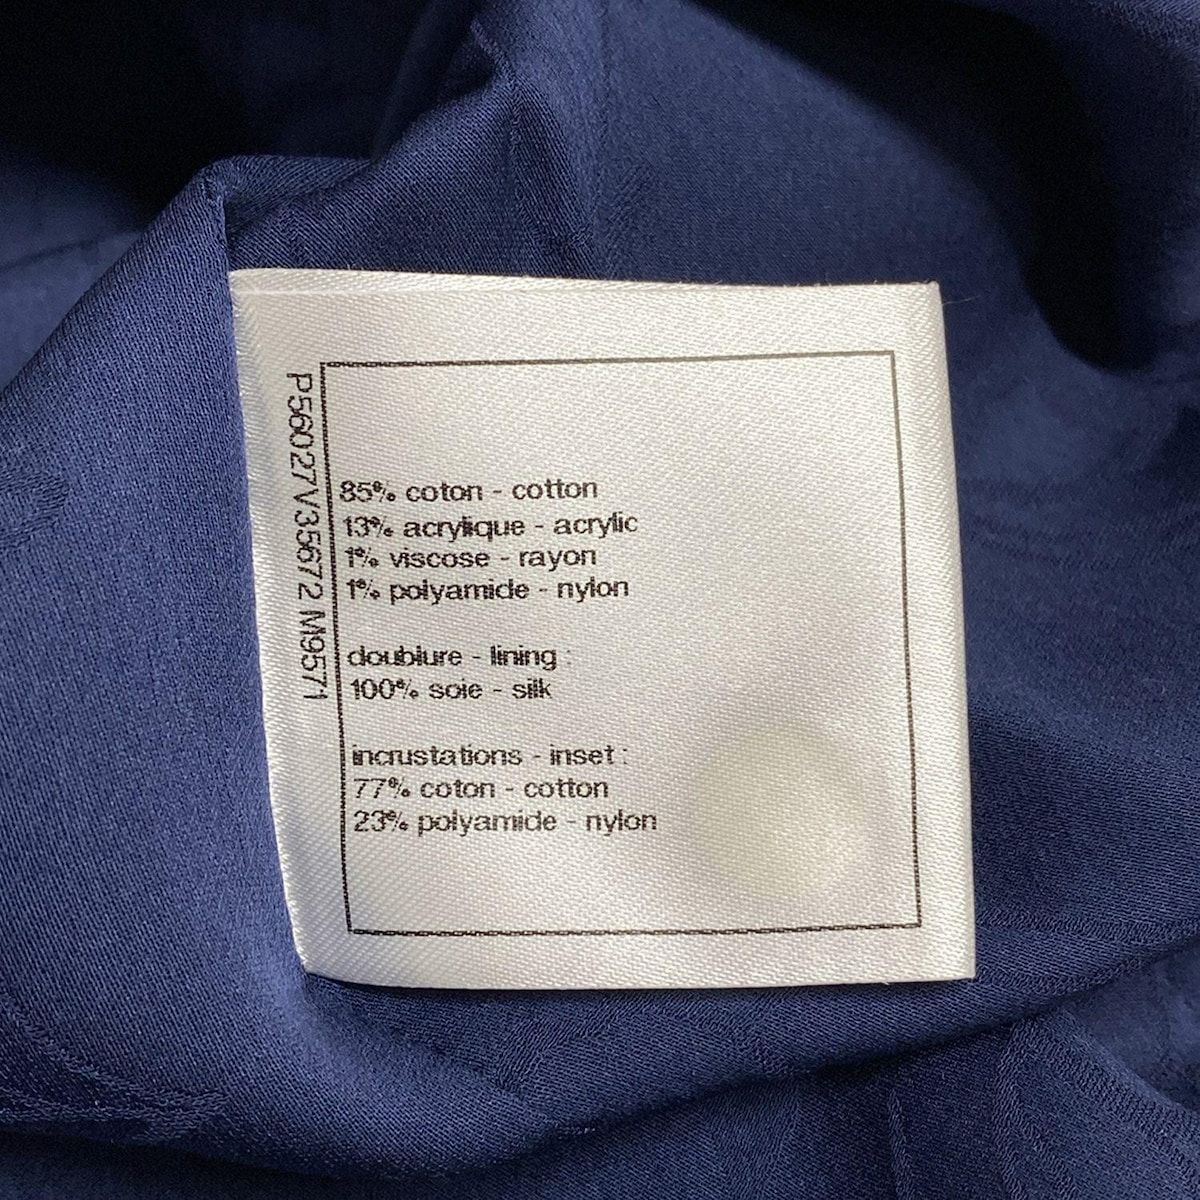 P56027V35672 M9571
85% coton - cotton
13% acrylique - acrylic
1% viscose - rayon
1% polyamide - nylon
doublure - lining :
100% soie - silk
incrustations - inset :
77% coton - cotton
23% polyamide - nylon